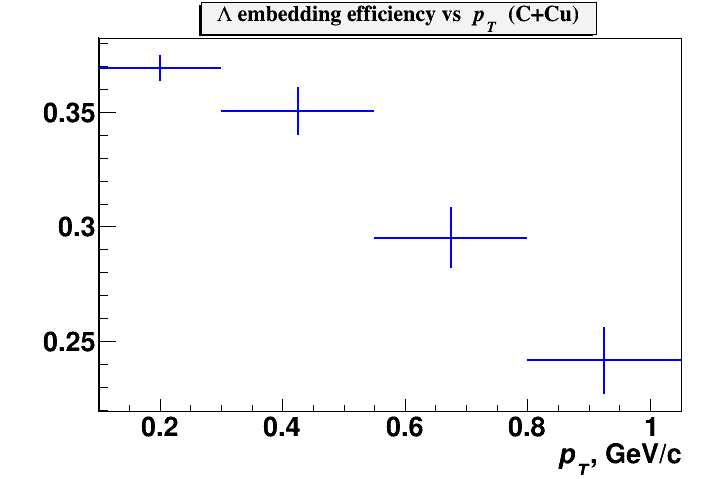 Λ embedding efficiency vs p_T (C+Cu)
0.35
0.3
0.25
0.2 0.4 0.6 0.8 1
p_T, GeV/c